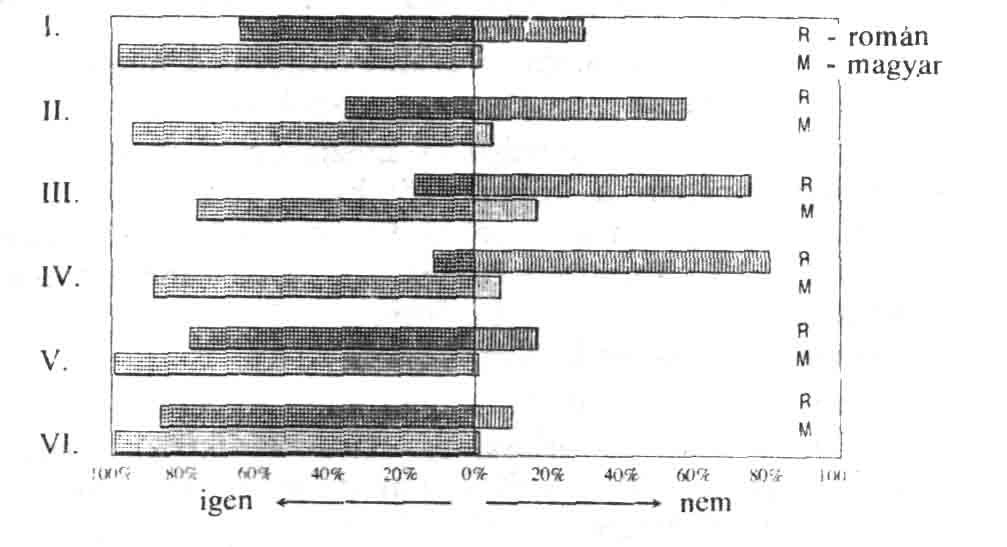 I. R - román
M - magyar
II. R
M
III. R
M
IV. R
M
V. R
M
VI. R
M
100% 80% 60% 40% 20% 0% 20% 40% 60% 80% 100
igen nem